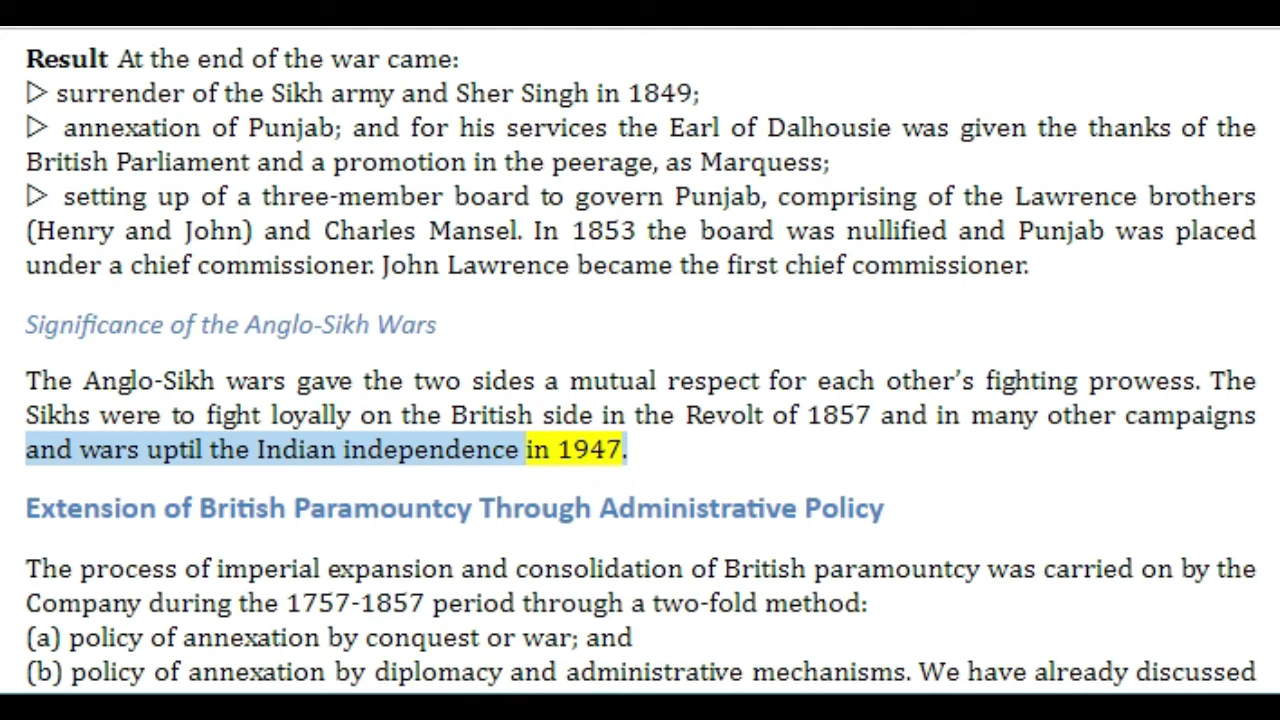 Result At the end of the war came:
▷ surrender of the Sikh army and Sher Singh in 1849;
▷ annexation of Punjab; and for his services the Earl of Dalhousie was given the thanks of the
British Parliament and a promotion in the peerage, as Marquess;
▷ setting up of a three-member board to govern Punjab, comprising of the Lawrence brothers
(Henry and John) and Charles Mansel. In 1853 the board was nullified and Punjab was placed
under a chief commissioner. John Lawrence became the first chief commissioner.
Significance of the Anglo-Sikh Wars
The Anglo-Sikh wars gave the two sides a mutual respect for each other’s fighting prowess. The
Sikhs were to fight loyally on the British side in the Revolt of 1857 and in many other campaigns
and wars uptil the Indian independence in 1947.
Extension of British Paramountcy Through Administrative Policy
The process of imperial expansion and consolidation of British paramountcy was carried on by the
Company during the 1757-1857 period through a two-fold method:
(a) policy of annexation by conquest or war; and
(b) policy of annexation by diplomacy and administrative mechanisms. We have already discussed